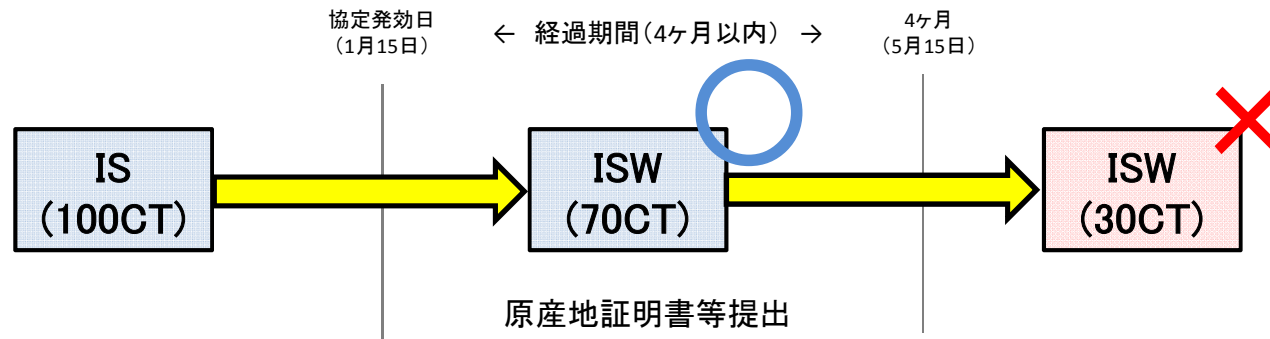 協定発効日
（1月15日）
← 経過期間（4ヶ月以内） →
4ヶ月
（5月15日）
IS
(100CT)
ISW
(70CT)
ISW
(30CT)
原産地証明書等提出